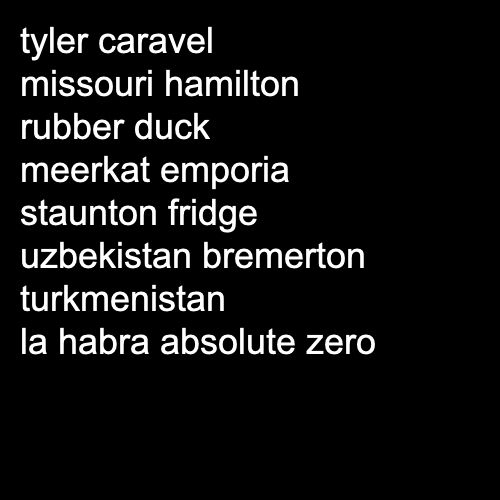 tyler caravel
missouri hamilton
rubber duck
meerkat emporia
staunton fridge
uzbekistan bremerton
turkmenistan
la habra absolute zero